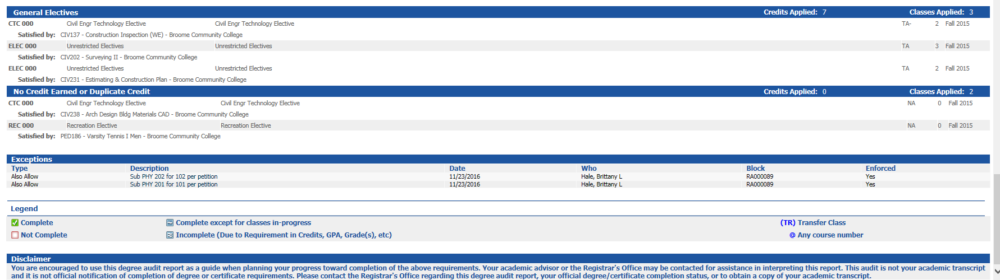 General Electives Credits Applied: 7 Classes Applied: 3
CTC 000 Civil Engr Technology Elective Civil Engr Technology Elective TA- 2 Fall 2015
Satisfied by: CIV137 - Construction Inspection (WE) - Broome Community College
ELEC 000 Unrestricted Electives Unrestricted Electives TA 3 Fall 2015
Satisfied by: CIV202 - Surveying II - Broome Community College
ELEC 000 Unrestricted Electives Unrestricted Electives TA 2 Fall 2015
Satisfied by: CIV231 - Estimating & Construction Plan - Broome Community College
No Credit Earned or Duplicate Credit Credits Applied: 0 Classes Applied: 2
CTC 000 Civil Engr Technology Elective Civil Engr Technology Elective NA 0 Fall 2015
Satisfied by: CIV238 - Arch Design Bldg Materials CAD - Broome Community College
REC 000 Recreation Elective Recreation Elective NA 0 Fall 2015
Satisfied by: PED186 - Varsity Tennis I Men - Broome Community College
Exceptions
Type Description Date Who Block Enforced
Also Allow Sub PHY 202 for 102 per petition 11/23/2016 Hale, Brittany L RA000089 Yes
Also Allow Sub PHY 201 for 101 per petition 11/23/2016 Hale, Brittany L RA000089 Yes
Legend
Complete Complete except for classes in-progress (TR) Transfer Class
Not Complete Incomplete (Due to Requirement in Credits, GPA, Grade(s), etc) @ Any course number
Disclaimer
You are encouraged to use this degree audit report as a guide when planning your progress toward completion of the above requirements. Your academic advisor or the Registrar's Office may be contacted for assistance in interpreting this report. This audit is not your academic transcript
and it is not official notification of completion of degree or certificate requirements. Please contact the Registrar's Office regarding this degree audit report, your official degree/certificate completion status, or to obtain a copy of your academic transcript.